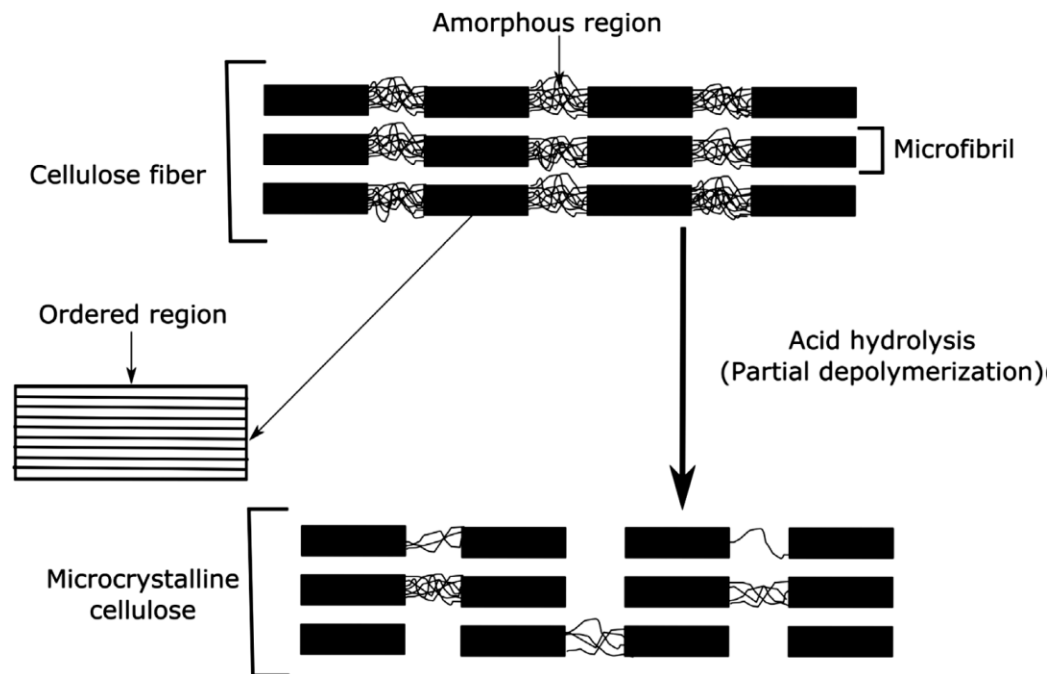 Amorphous region
Cellulose fiber
Microfibril
Ordered region
Acid hydrolysis
(Partial depolymerization)
Microcrystalline
cellulose